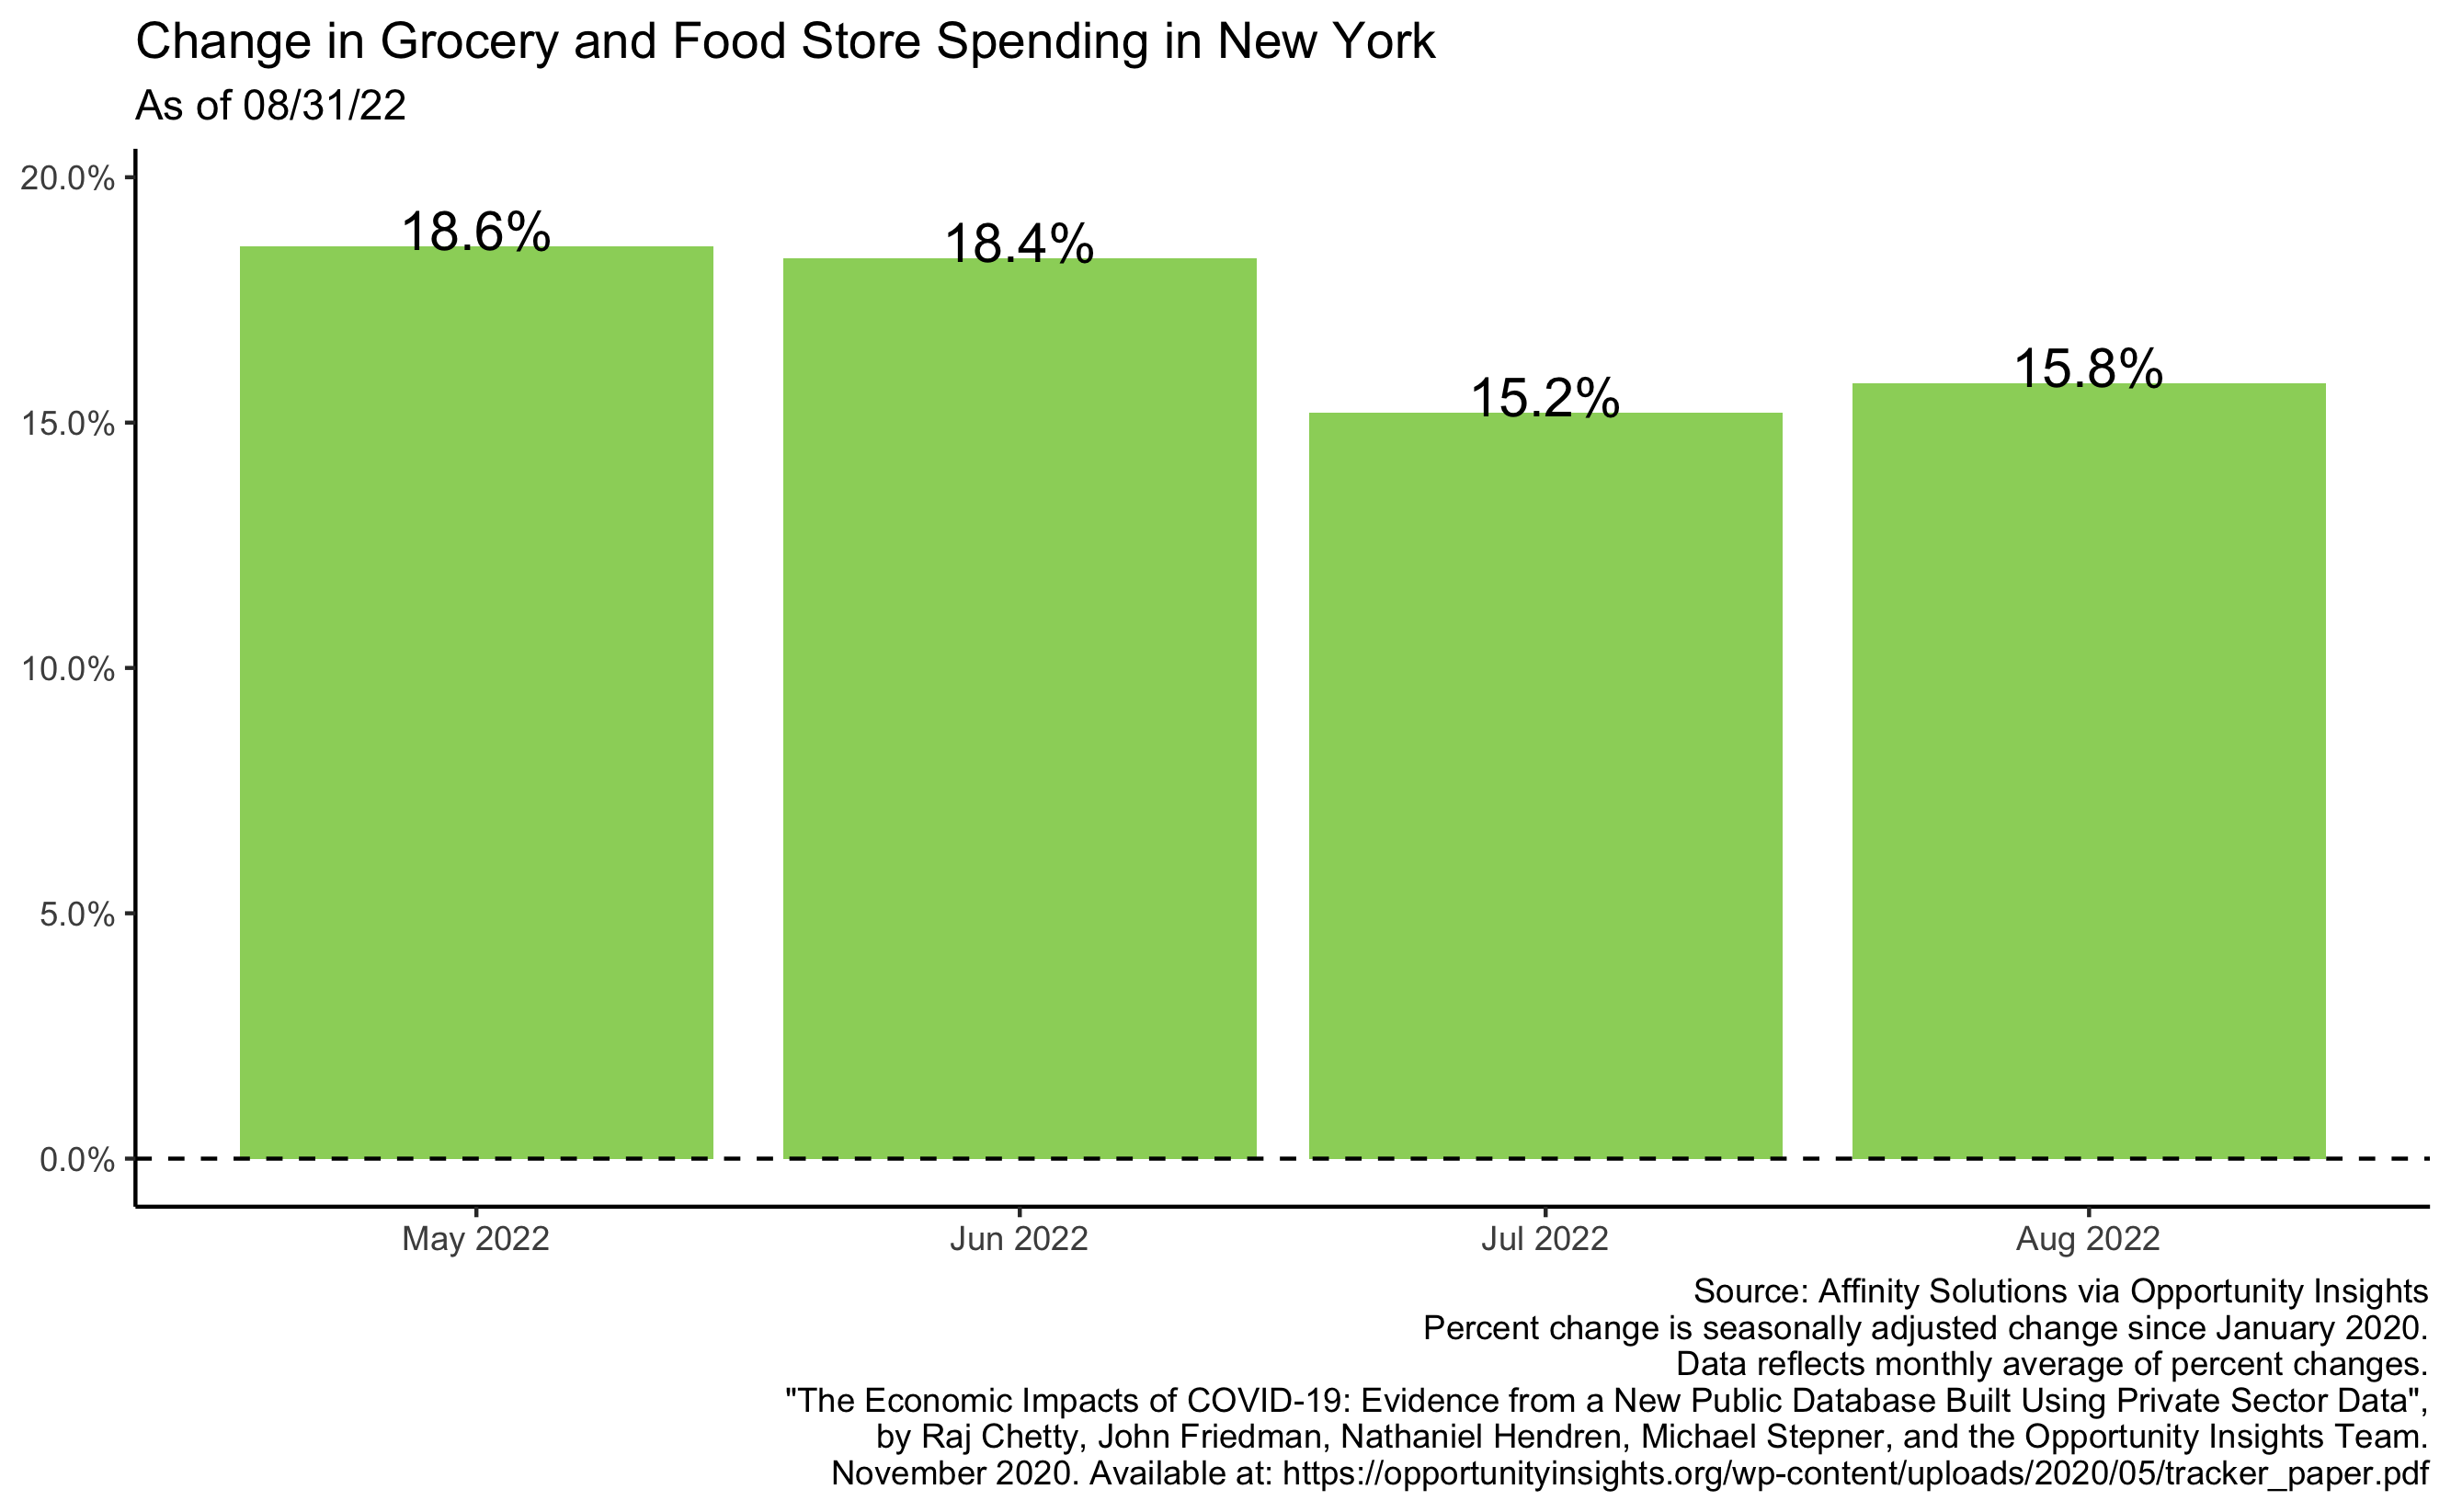 Change in Grocery and Food Store Spending in New York
As of 08/31/22
20.0%
15.0%
10.0%
5.0%
0.0%
18.6%
18.4%
15.2%
15.8%
May 2022
Jun 2022
Jul 2022
Aug 2022
Source: Affinity Solutions via Opportunity Insights
Percent change is seasonally adjusted change since January 2020.
Data reflects monthly average of percent changes.
"The Economic Impacts of COVID-19: Evidence from a New Public Database Built Using Private Sector Data",
by Raj Chetty, John Friedman, Nathaniel Hendren, Michael Stepner, and the Opportunity Insights Team.
November 2020. Available at: https://opportunityinsights.org/wp-content/uploads/2020/05/tracker_paper.pdf